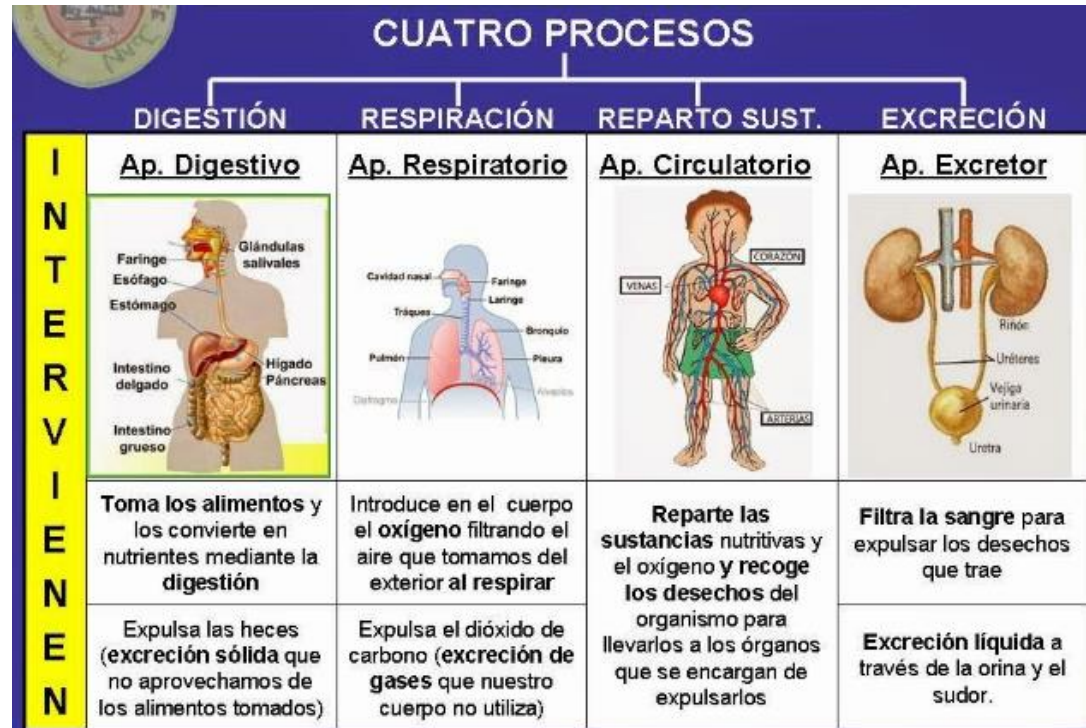 CUATRO PROCESOS
DIGESTIÓN
RESPIRACIÓN
REPARTO SUST.
EXCRECIÓN
INTERVIENEN
Ap. Digestivo
Faringe
Glándulas
salivales
Esófago
Estómago
Intestino
delgado
Hígado
Páncreas
Intestino
grueso
Toma los alimentos y
los convierte en
nutrientes mediante la
digestión
Expulsa las heces
(excreción sólida que
no aprovechamos de
los alimentos tomados)
Ap. Respiratorio
Cavidad nasal
Faringe
Laringe
Tráquea
Bronquio
Pulmón
Pleura
Alveolos
Diafragma
Introduce en el cuerpo
el oxígeno filtrando el
aire que tomamos del
exterior al respirar
Expulsa el dióxido de
carbono (excreción de
gases que nuestro
cuerpo no utiliza)
Ap. Circulatorio
CORAZÓN
VENAS
ARTERIAS
Reparte las
sustancias nutritivas y
el oxígeno y recoge
los desechos del
organismo para
llevarlos a los órganos
que se encargan de
expulsarlos
Ap. Excretor
Riñón
Uréteres
Vejiga
urinaria
Uretra
Filtra la sangre para
expulsar los desechos
que trae
Excreción líquida a
través de la orina y el
sudor.